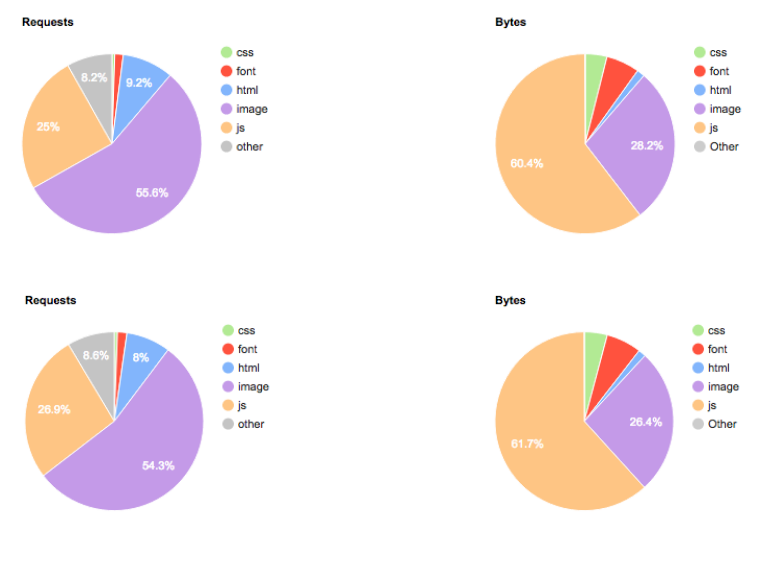 Requests
css
font
html
image
js
other
8.2%
9.2%
25%
55.6%
Bytes
css
font
html
image
js
Other
60.4%
28.2%
Requests
css
font
html
image
js
other
8.6%
8%
26.9%
54.3%
Bytes
css
font
html
image
js
Other
61.7%
26.4%